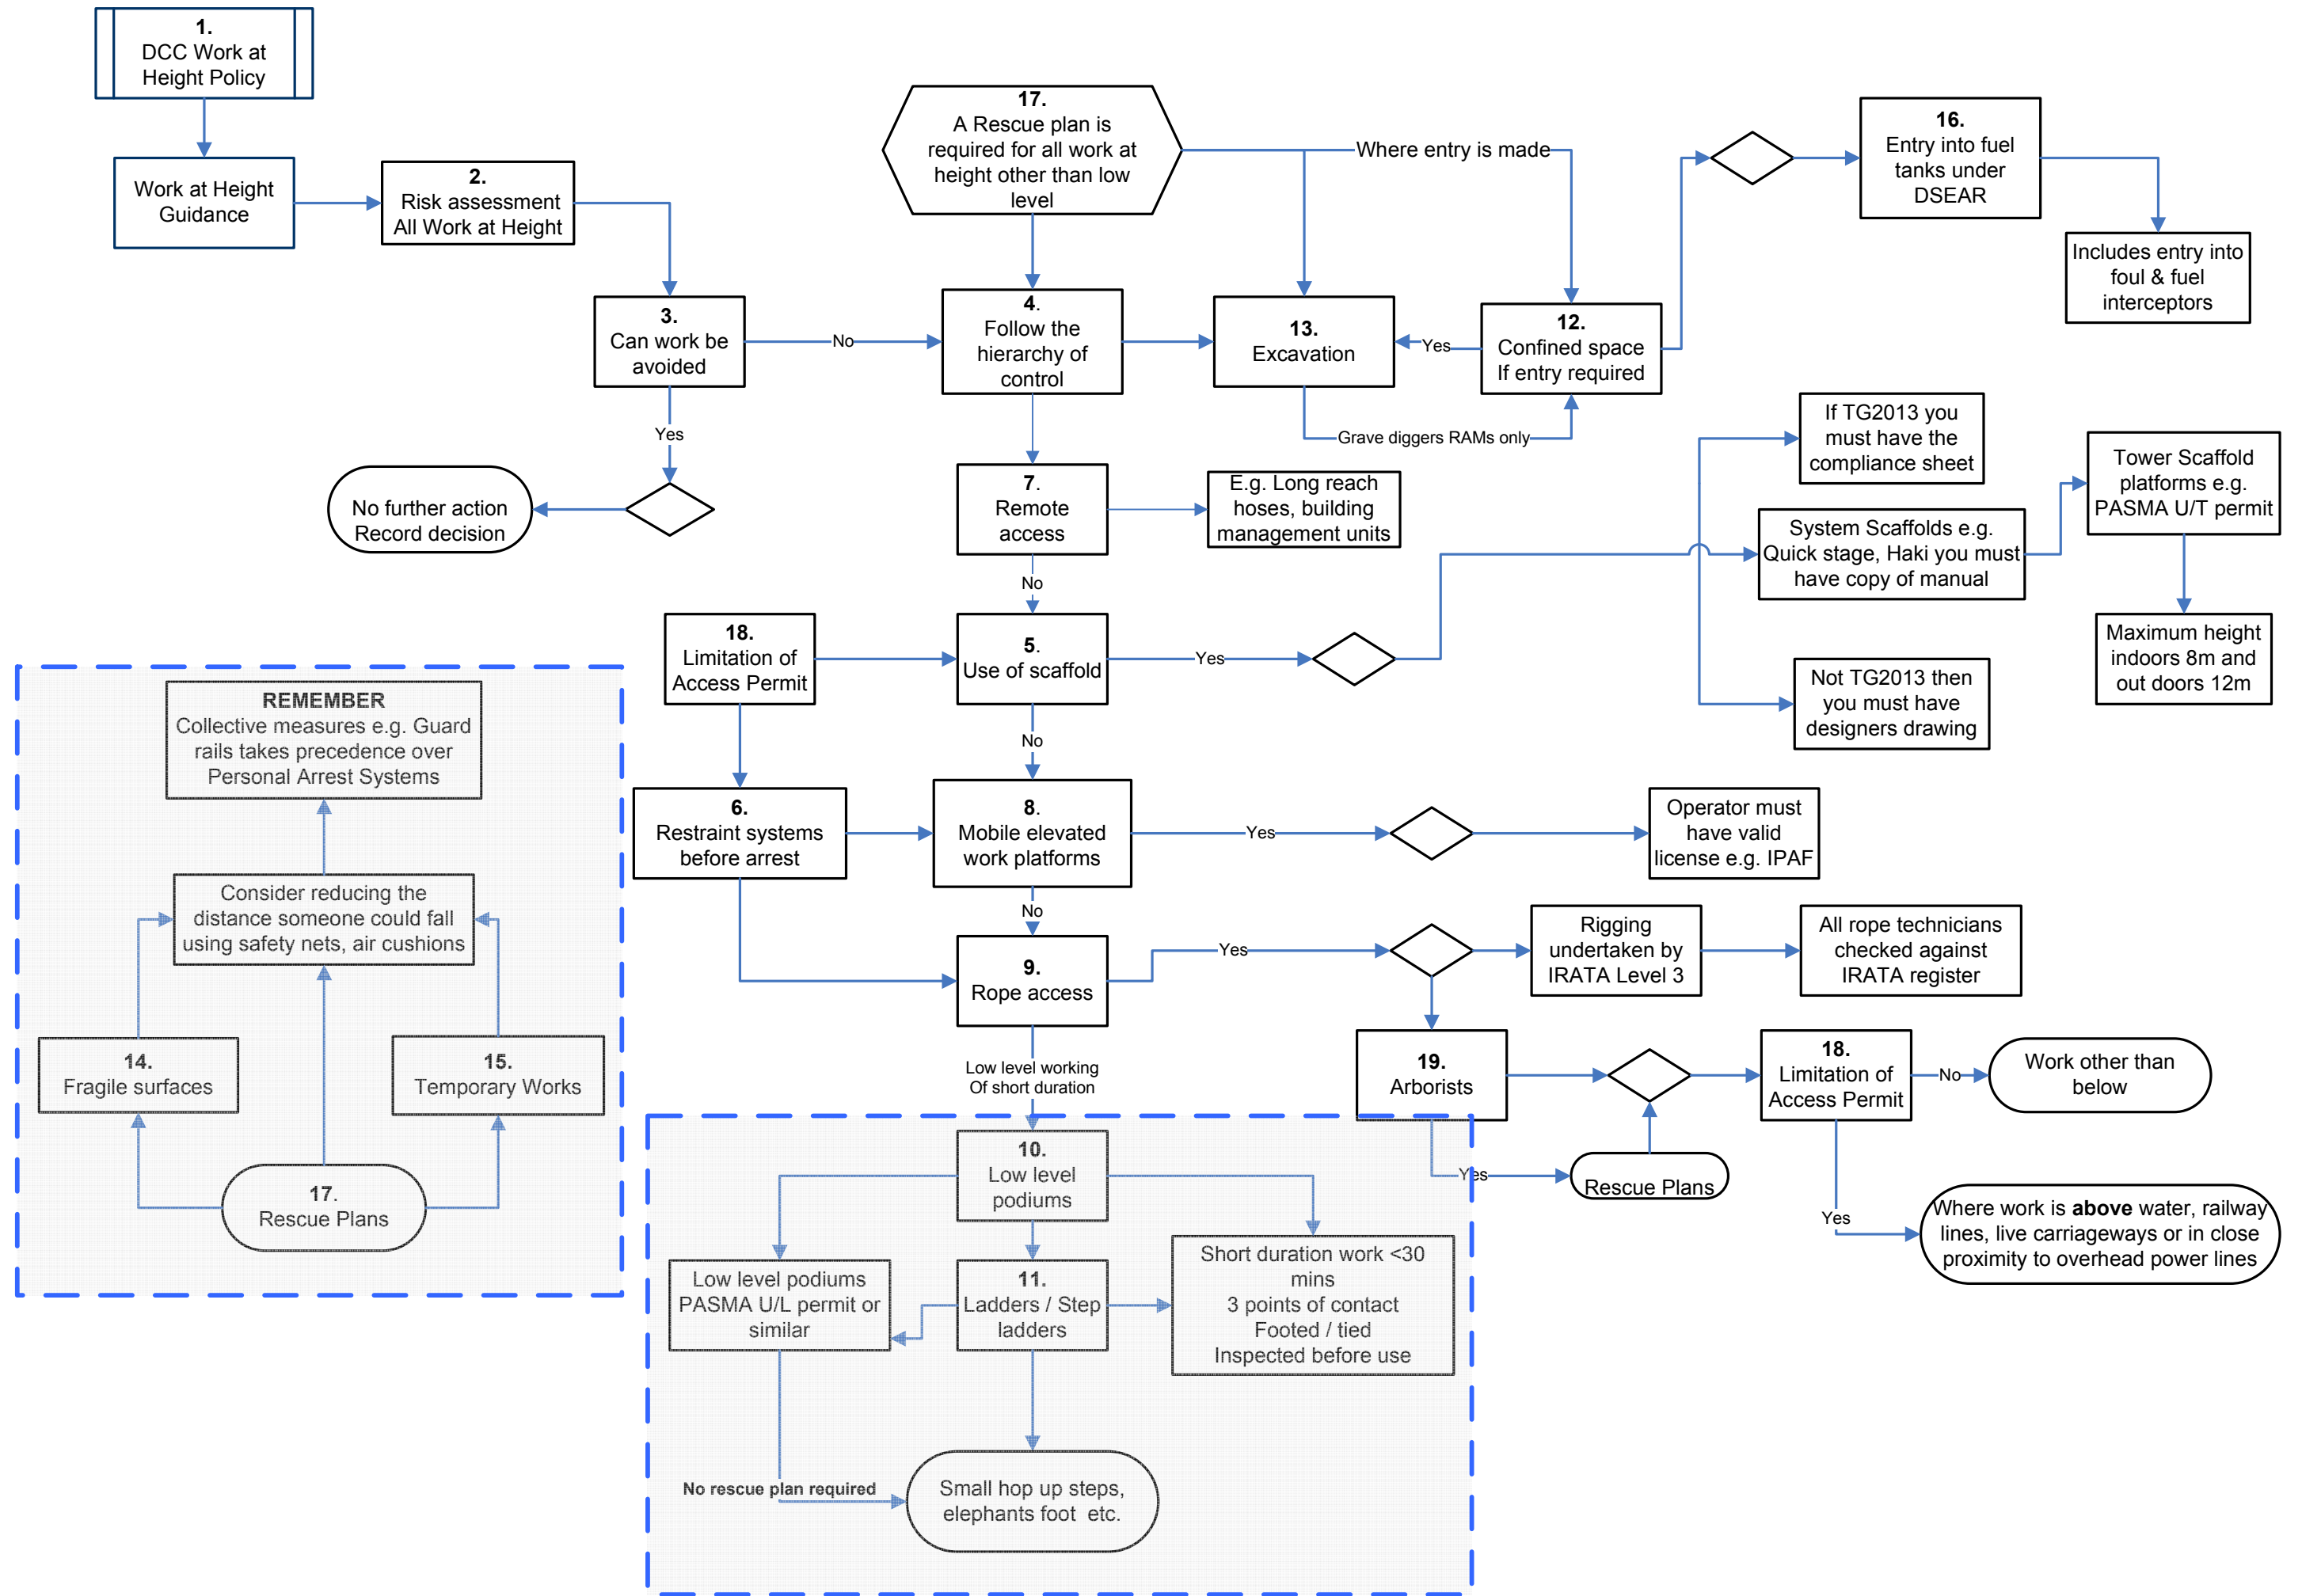 1.
DCC Work at
Height Policy
Work at Height
Guidance
2.
Risk assessment
All Work at Height
3.
Can work be
avoided
No
Yes
No further action
Record decision
17.
A Rescue plan is
required for all work at
height other than low
level
Where entry is made
4.
Follow the
hierarchy of
control
13.
Excavation
Yes
12.
Confined space
If entry required
Grave diggers RAMs only
16.
Entry into fuel
tanks under
DSEAR
Includes entry into
foul & fuel
interceptors
7.
Remote
access
E.g. Long reach
hoses, building
management units
No
18.
Limitation of
Access Permit
5.
Use of scaffold
Yes
If TG2013 you
must have the
compliance sheet
System Scaffolds e.g.
Quick stage, Haki you must
have copy of manual
Not TG2013 then
you must have
designers drawing
Tower Scaffold
platforms e.g.
PASMA U/T permit
Maximum height
indoors 8m and
out doors 12m
No
6.
Restraint systems
before arrest
8.
Mobile elevated
work platforms
Yes
Operator must
have valid
license e.g. IPAF
No
9.
Rope access
Yes
Rigging
undertaken by
IRATA Level 3
All rope technicians
checked against
IRATA register
19.
Arborists
Yes
Rescue Plans
18.
Limitation of
Access Permit
No
Work other than
below
Yes
Where work is above water, railway
lines, live carriageways or in close
proximity to overhead power lines
Low level working
Of short duration
REMEMBER
Collective measures e.g. Guard
rails takes precedence over
Personal Arrest Systems
Consider reducing the
distance someone could fall
using safety nets, air cushions
14.
Fragile surfaces
15.
Temporary Works
17.
Rescue Plans
10.
Low level
podiums
Low level podiums
PASMA U/L permit or
similar
11.
Ladders / Step
ladders
Short duration work <30
mins
3 points of contact
Footed / tied
Inspected before use
No rescue plan required
Small hop up steps,
elephants foot etc.